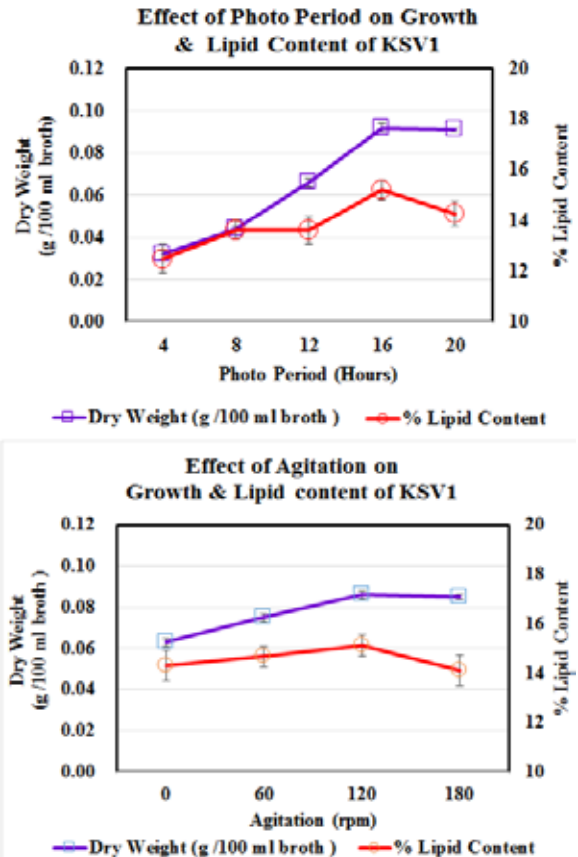 Effect of Photo Period on Growth
& Lipid Content of KSV1
0.12
0.10
0.08
0.06
0.04
0.02
0.00
Dry Weight
(g /100 ml broth)
20
18
16
14
12
10
% Lipid Content
4 8 12 16 20
Photo Period (Hours)
Dry Weight (g /100 ml broth ) % Lipid Content
Effect of Agitation on
Growth & Lipid content of KSV1
0.12
0.10
0.08
0.06
0.04
0.02
0.00
Dry Weight
(g /100 ml broth )
20
18
16
14
12
10
% Lipid Content
0 60 120 180
Agitation (rpm)
Dry Weight (g /100 ml broth ) % Lipid Content